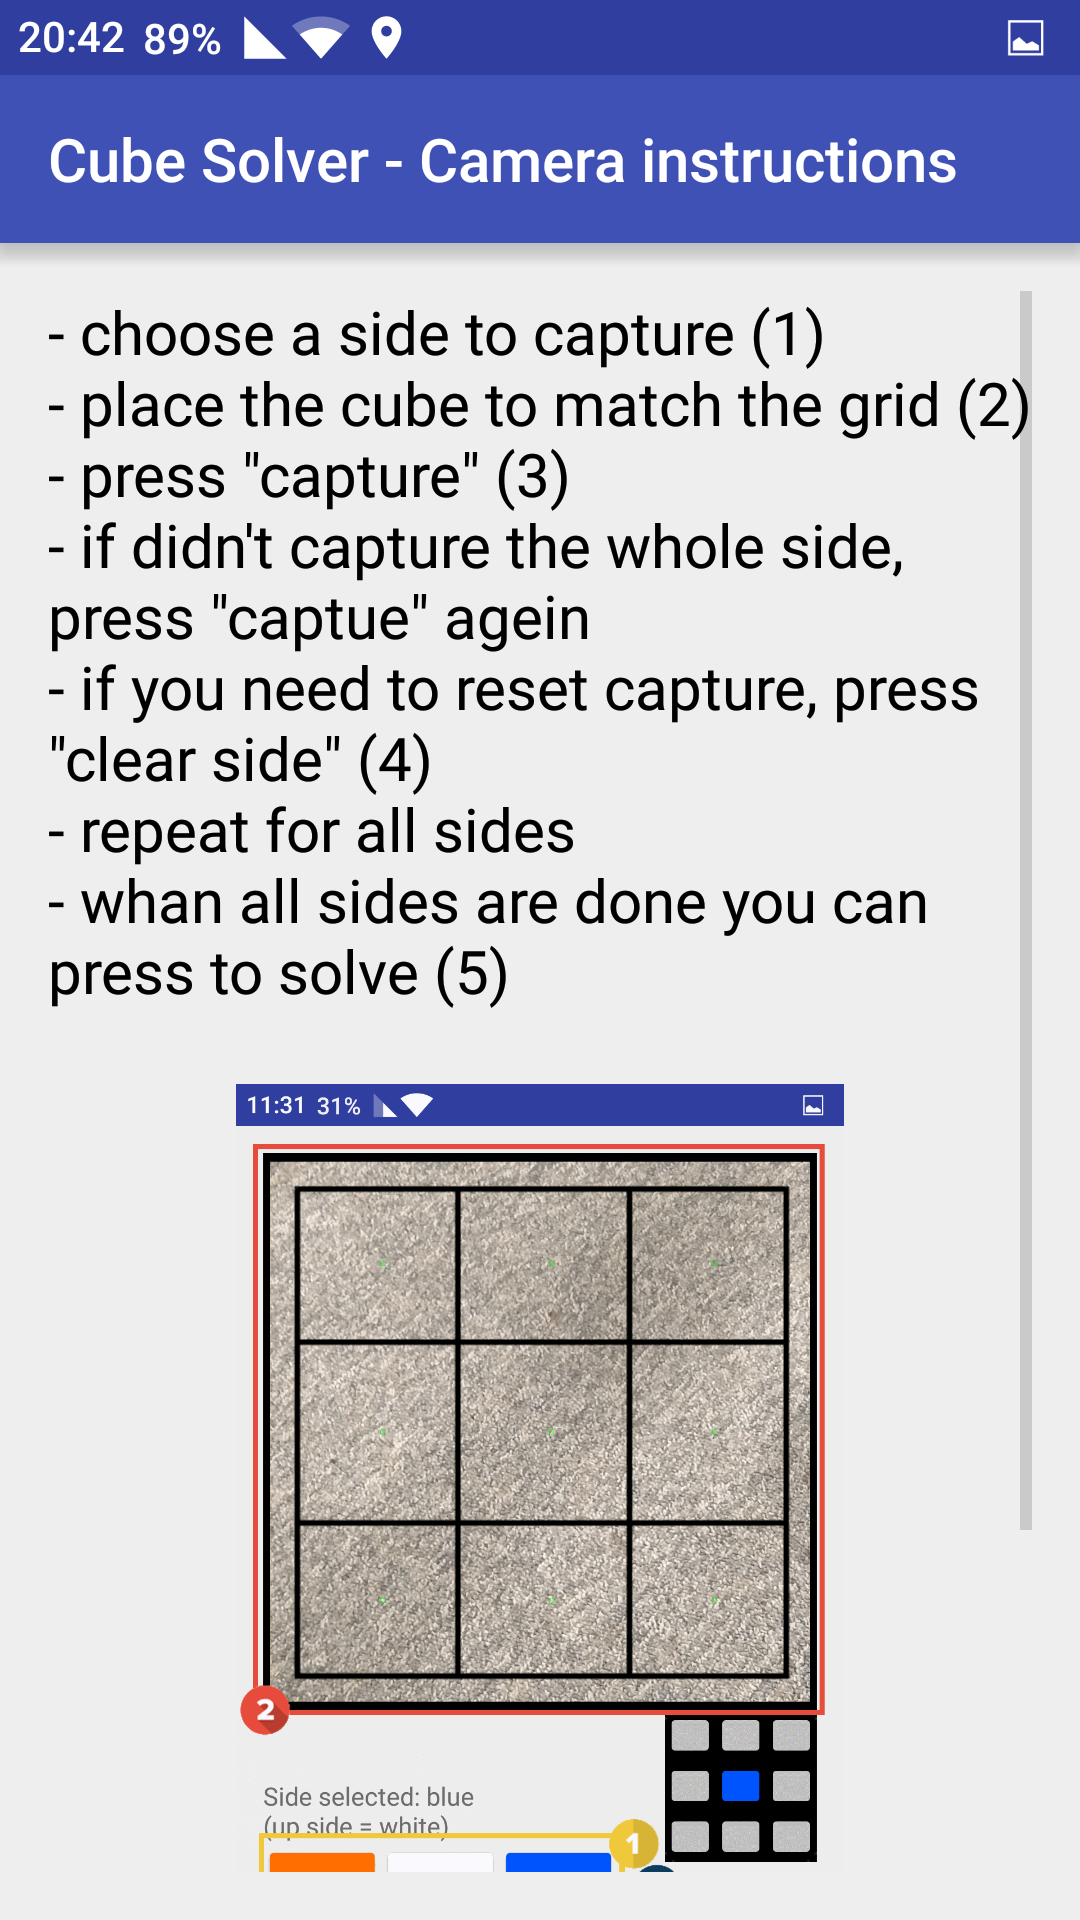 20:42 89%
Cube Solver - Camera instructions
- choose a side to capture (1)
- place the cube to match the grid (2)
- press "capture" (3)
- if didn't capture the whole side,
press "captue" agein
- if you need to reset capture, press
"clear side" (4)
- repeat for all sides
- whan all sides are done you can
press to solve (5)
11:31 31%
2
Side selected: blue
(up side = white)
1